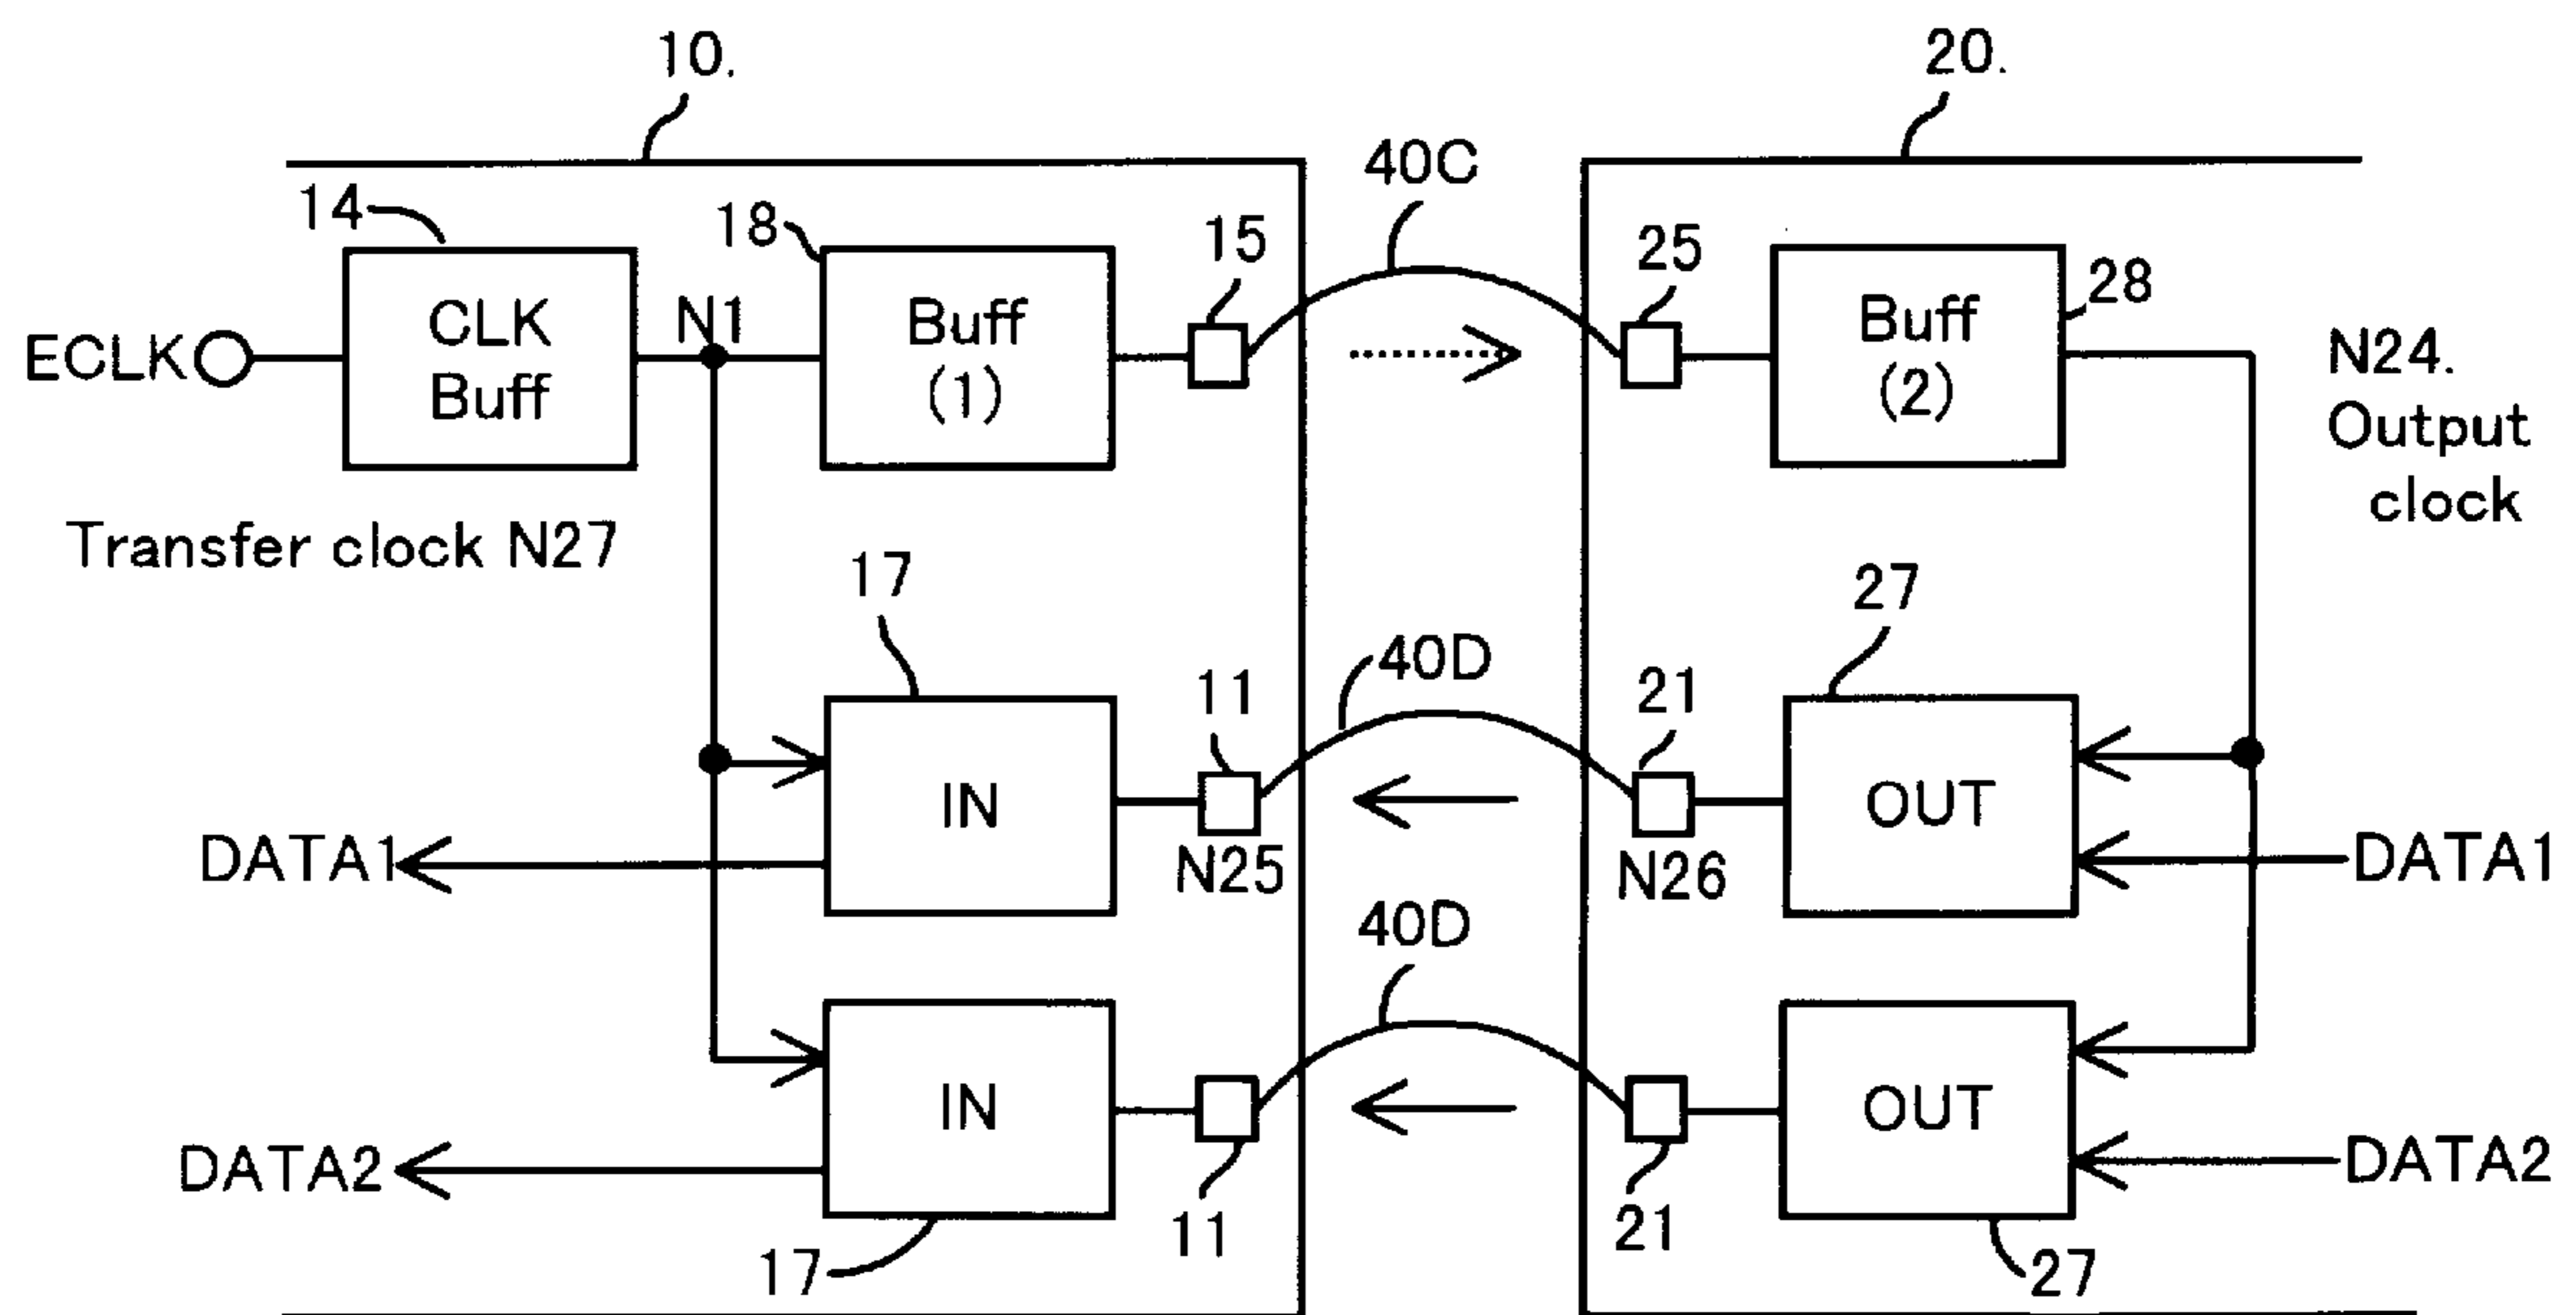 10.
20.
40C
14
18
15
25
28
ECLK
CLK
Buff
N1
Buff
(1)
Buff
(2)
N24.
Output
clock
Transfer clock N27
17
27
40D
11
21
IN
OUT
DATA1
N25
N26
DATA1
40D
IN
OUT
DATA2
DATA2
11
21
17
27